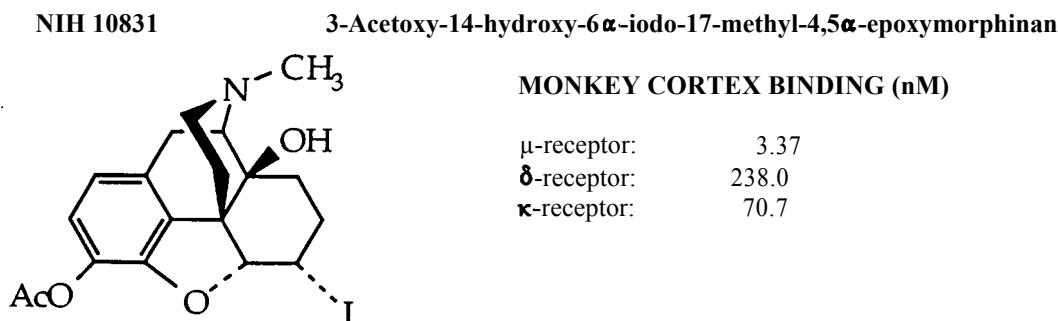 NIH 10831 3-Acetoxy-14-hydroxy-6α-iodo-17-methyl-4,5α-epoxymorphinan
CH3
N
OH
AcO
O
I
MONKEY CORTEX BINDING (nM)
µ-receptor: 3.37
δ-receptor: 238.0
κ-receptor: 70.7